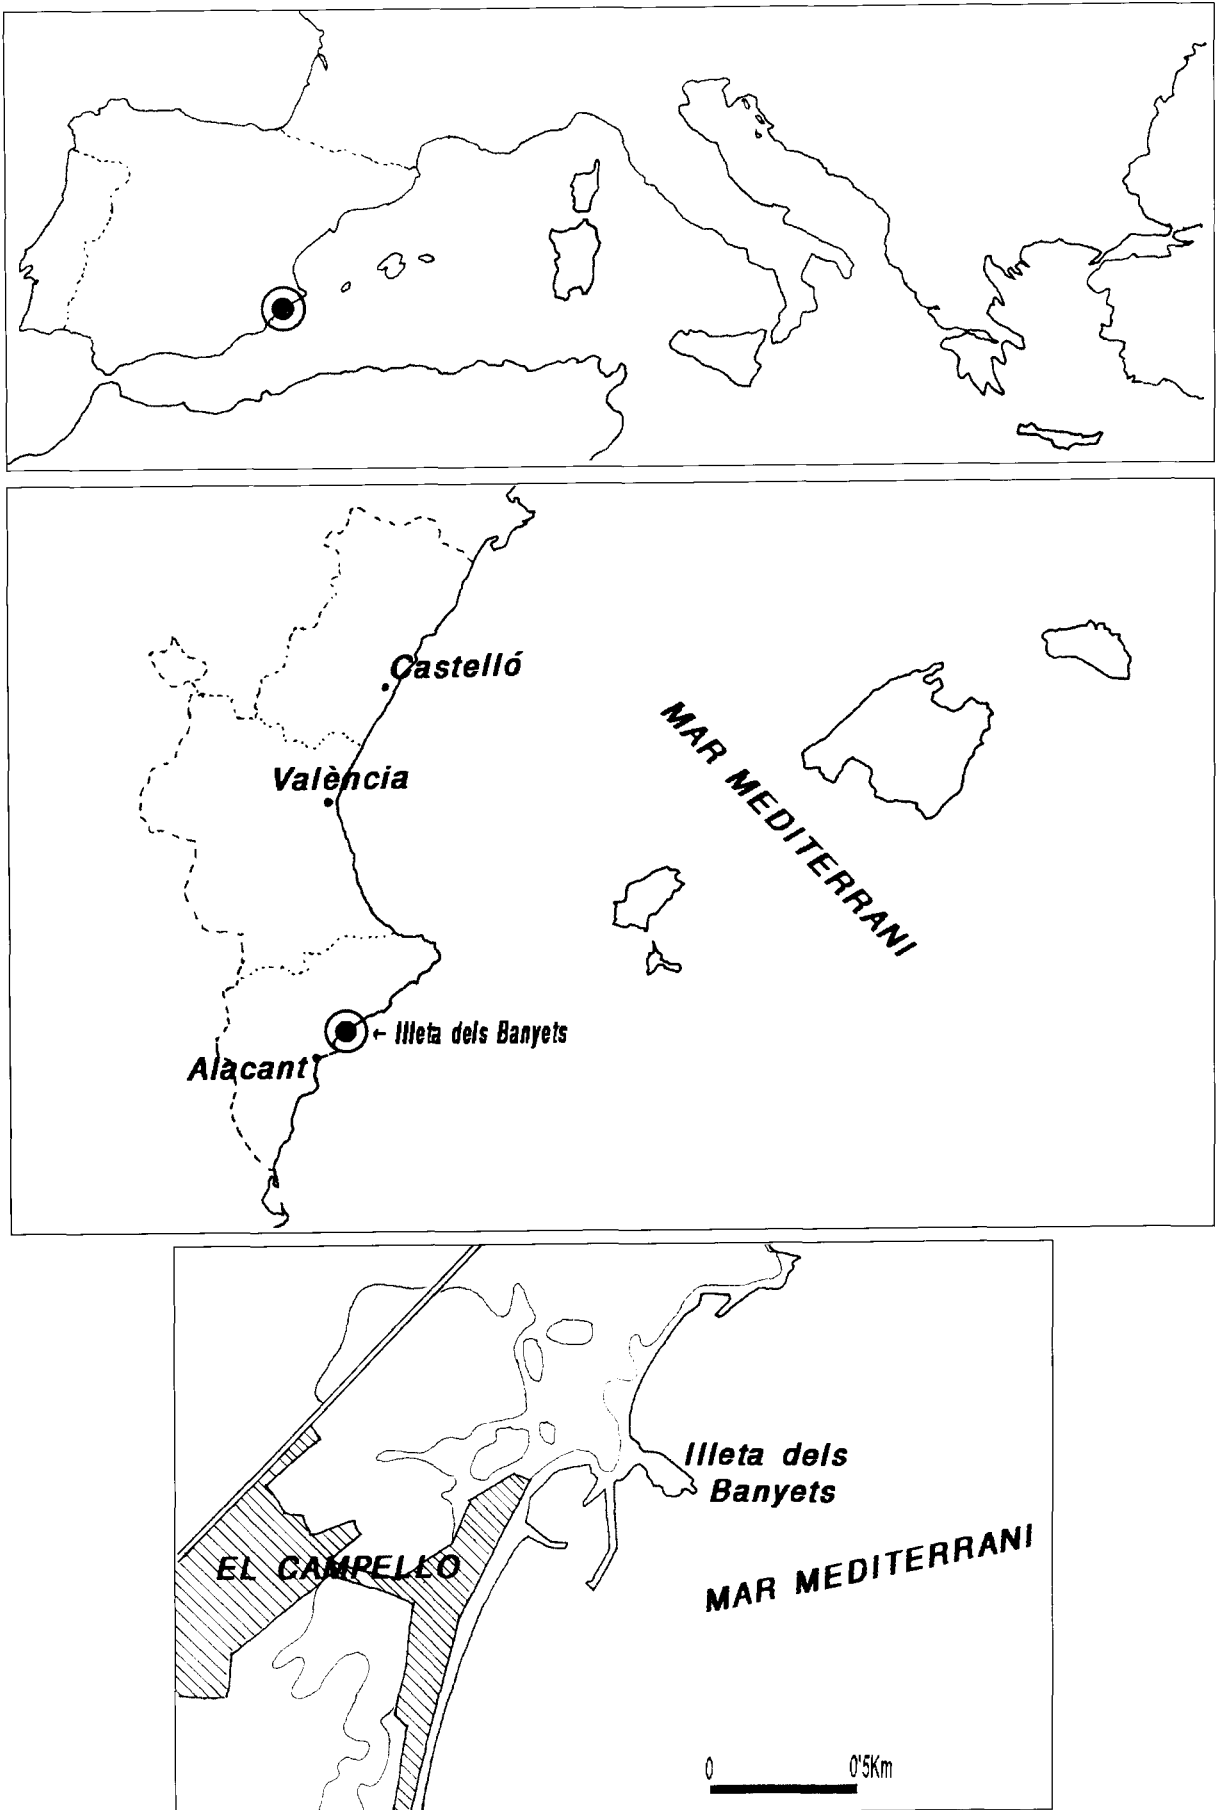 Castelló
València
MAR MEDITERRANI
← Illeta dels Banyets
Alacant
Illeta dels
Banyets
EL CAMPELLO
MAR MEDITERRANI
0 0'5Km